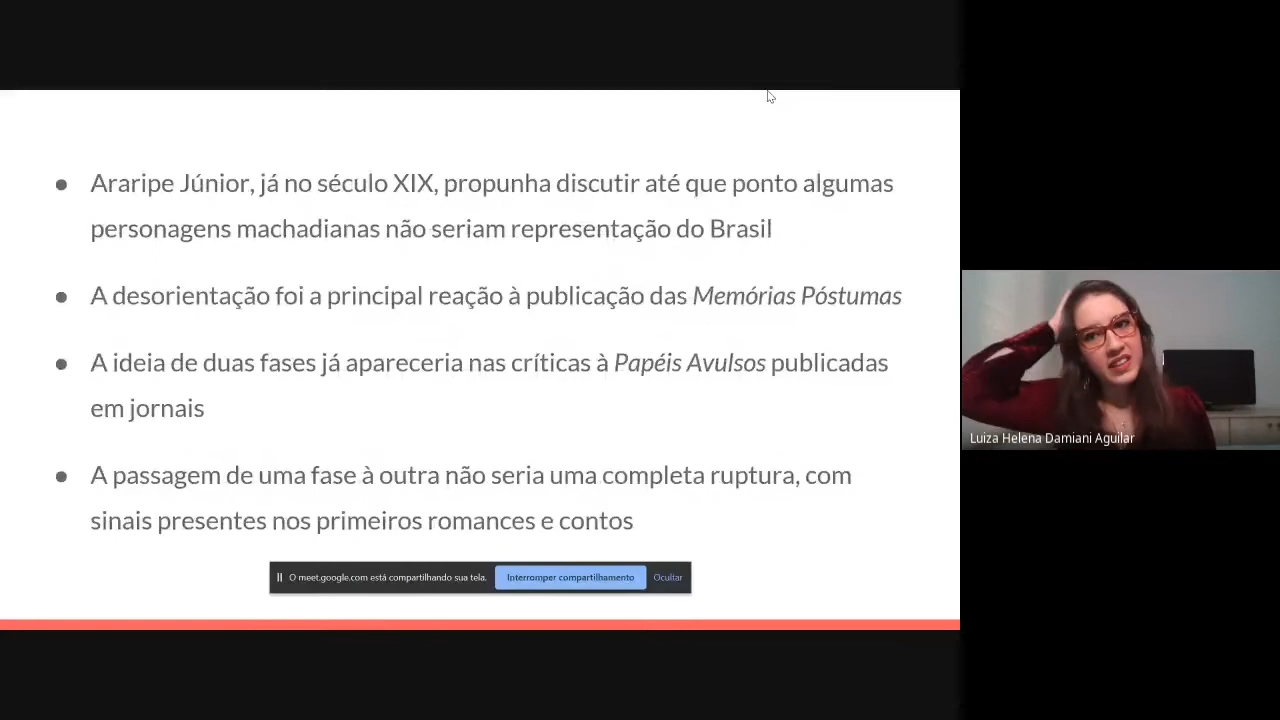 ● Araripe Júnior, já no século XIX, propunha discutir até que ponto algumas
personagens machadianas não seriam representação do Brasil
● A desorientação foi a principal reação à publicação das Memórias Póstumas
● A ideia de duas fases já apareceria nas críticas à Papéis Avulsos publicadas
em jornais
● A passagem de uma fase à outra não seria uma completa ruptura, com
sinais presentes nos primeiros romances e contos
O meet.google.com está compartilhando sua tela. Interromper compartilhamento Ocultar
Luiza Helena Damiani Aguilar